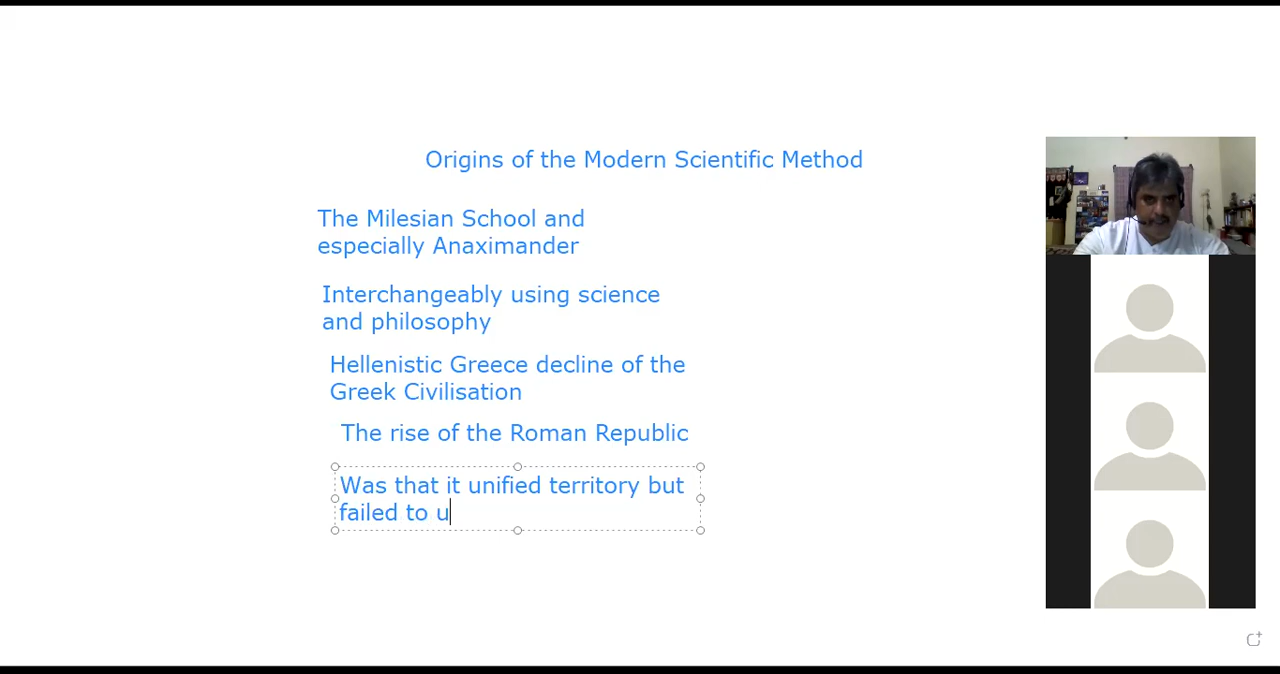 Origins of the Modern Scientific Method
The Milesian School and
especially Anaximander
Interchangeably using science
and philosophy
Hellenistic Greece decline of the
Greek Civilisation
The rise of the Roman Republic
Was that it unified territory but
failed to u